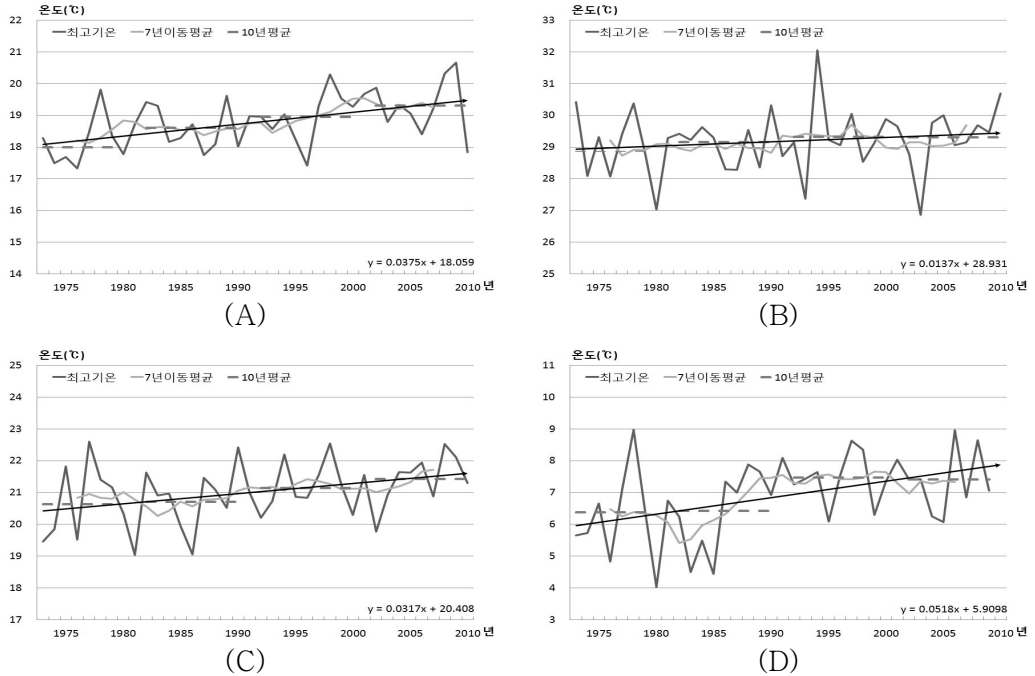 온도(℃)
최고기온 7년이동평균 10년평균
22
21
20
19
18
17
16
15
14
y = 0.0375x + 18.059
1975 1980 1985 1990 1995 2000 2005 2010 년
(A)
온도(℃)
최고기온 7년이동평균 10년평균
33
32
31
30
29
28
27
26
25
y = 0.0137x + 28.931
1975 1980 1985 1990 1995 2000 2005 2010 년
(B)
온도(℃)
최고기온 7년이동평균 10년평균
25
24
23
22
21
20
19
18
17
y = 0.0317x + 20.408
1975 1980 1985 1990 1995 2000 2005 2010 년
(C)
온도(℃)
최고기온 7년이동평균 10년평균
11
10
9
8
7
6
5
4
3
y = 0.0518x + 5.9098
1975 1980 1985 1990 1995 2000 2005 2010 년
(D)